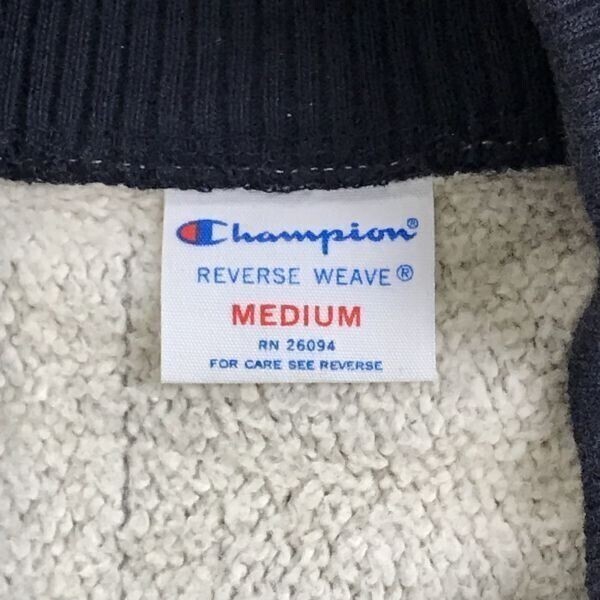 Champion®
REVERSE WEAVE®
MEDIUM
RN 26094
FOR CARE SEE REVERSE